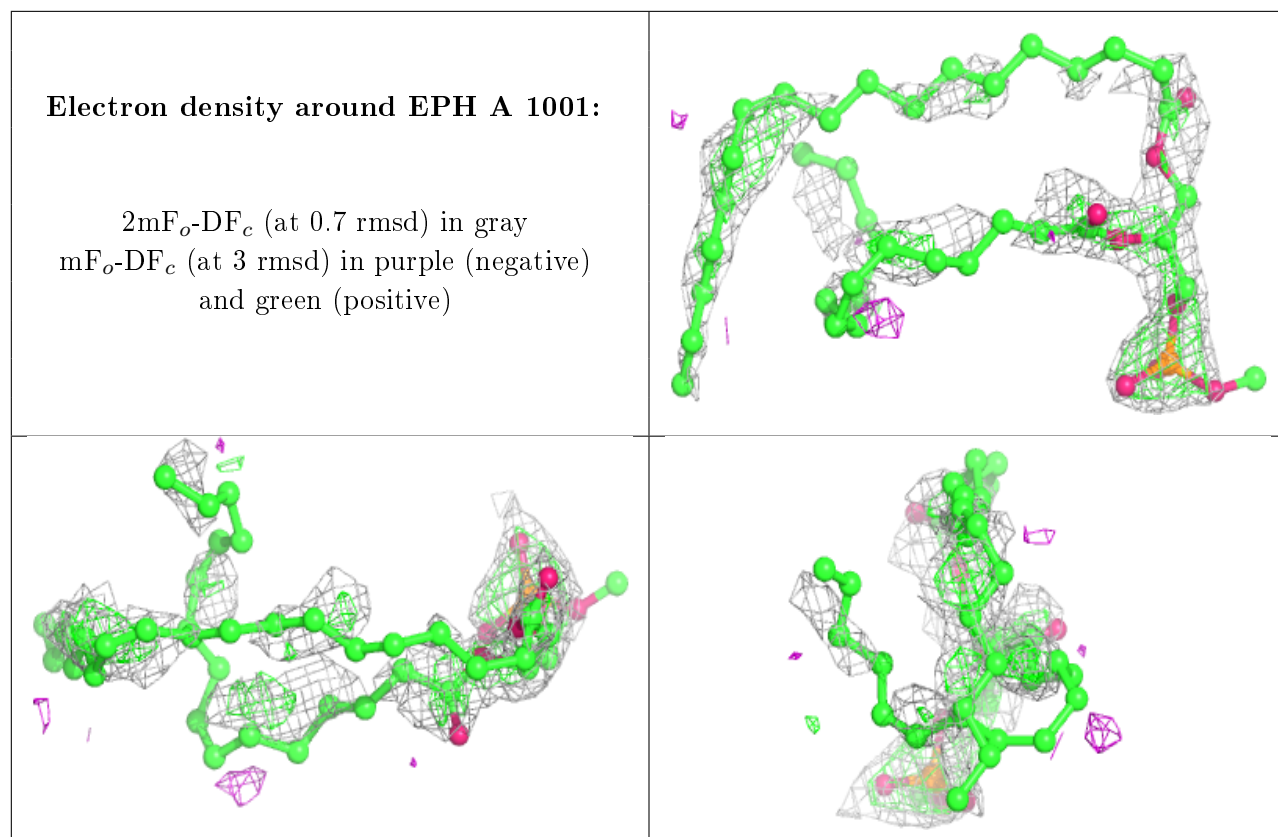 Electron density around EPH A 1001:
2mFₒ-DF𝒸 (at 0.7 rmsd) in gray
mFₒ-DF𝒸 (at 3 rmsd) in purple (negative)
and green (positive)